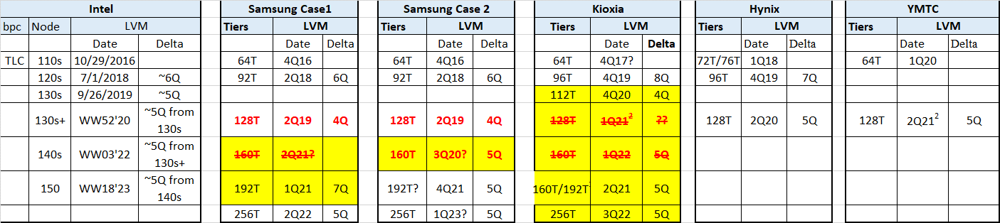 Intel Samsung Case1 Samsung Case 2 Kioxia Hynix YMTC
bpc Node LVM Tiers LVM Tiers LVM Tiers LVM Tiers LVM Tiers LVM
Date Delta Date Delta Date Delta Date Delta Date Delta Date Delta
TLC 110s 10/29/2016 64T 4Q16 64T 4Q16 64T 4Q17? 72T/76T 1Q18 64T 1Q20
120s 7/1/2018 ~6Q 92T 2Q18 6Q 92T 2Q18 6Q 96T 4Q19 8Q 96T 4Q19 7Q
130s 9/26/2019 ~5Q 112T 4Q20 4Q
130s+ WW52'20 ~5Q from 130s 128T 2Q19 4Q 128T 2Q19 4Q 128T 1Q21² ?? 128T 2Q20 5Q 128T 2Q21² 5Q
140s WW03'22 ~5Q from 130s+ 160T 2Q21? 160T 3Q20? 5Q 160T 1Q22 5Q
150 WW18'23 ~5Q from 140s 192T 1Q21 7Q 192T? 4Q21 5Q 160T/192T 2Q21 5Q
256T 2Q22 5Q 256T 1Q23? 5Q 256T 3Q22 5Q